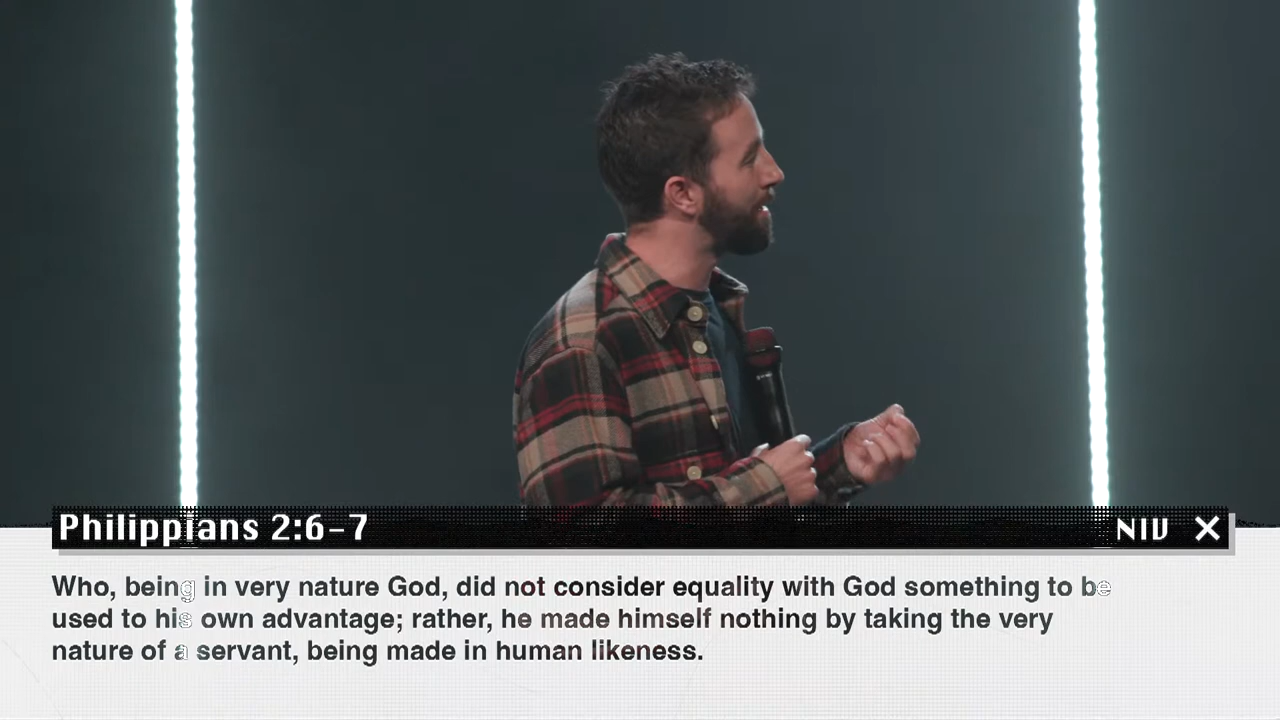 Philippians 2:6-7 NIV X
Who, being in very nature God, did not consider equality with God something to be
used to his own advantage; rather, he made himself nothing by taking the very
nature of a servant, being made in human likeness.